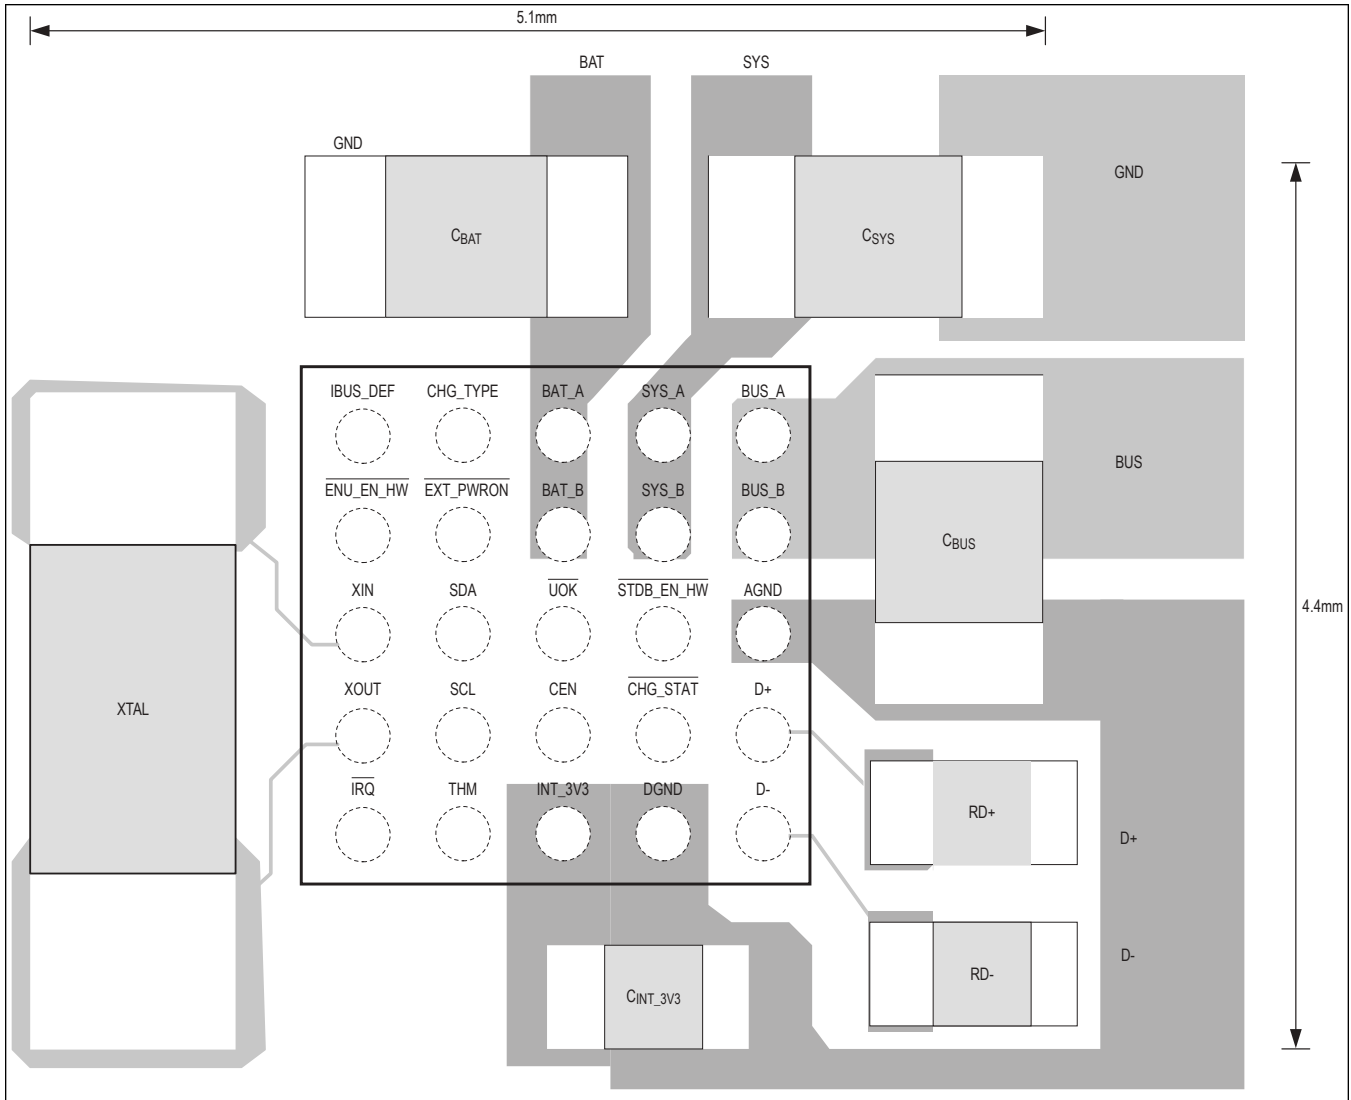 5.1mm
BAT SYS
GND
GND
CBAT
CSYS
IBUS_DEF CHG_TYPE BAT_A SYS_A BUS_A
BUS
ENU_EN_HW EXT_PWRON BAT_B SYS_B BUS_B
CBUS
XIN SDA UOK STDB_EN_HW AGND
4.4mm
XOUT SCL CEN CHG_STAT D+
XTAL
IRQ THM INT_3V3 DGND D-
RD+
D+
D-
RD-
CINT_3V3